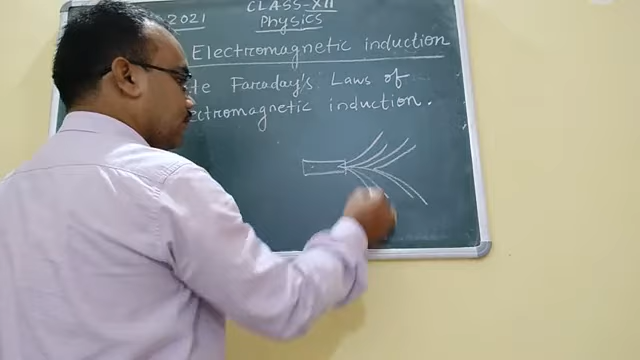 2021
CLASS-XII
Physics
Electromagnetic induction
Faraday's Laws of
induction.